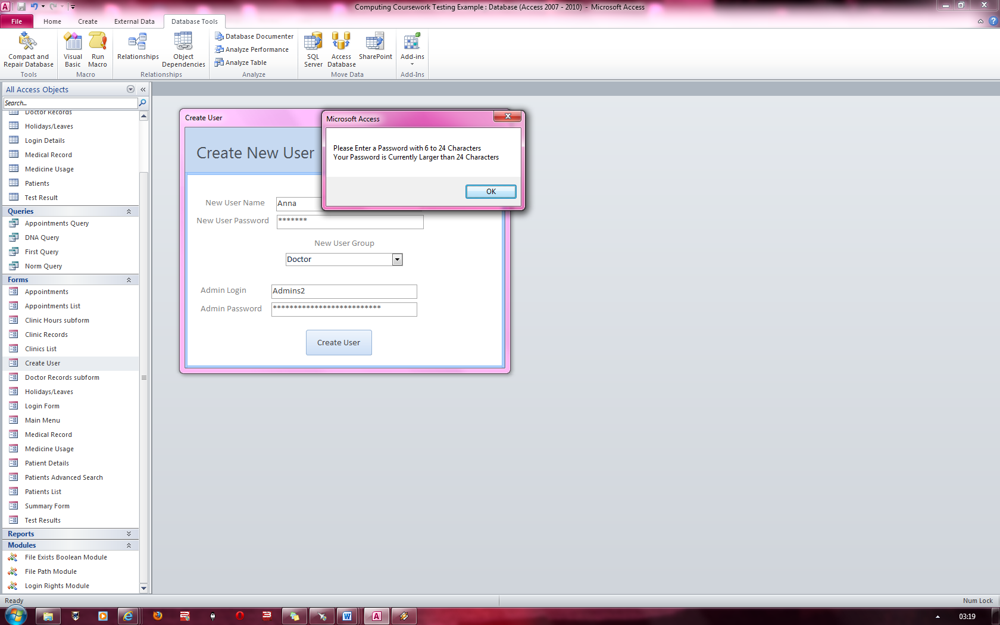 Computing Coursework Testing Example : Database (Access 2007 - 2010) - Microsoft Access
File Home Create External Data Database Tools
Compact and Repair Database
Visual Basic
Run Macro
Relationships
Object Dependencies
Database Documenter
Analyze Performance
Analyze Table
SQL Server
Access Database
SharePoint
Add-ins
Tools Macro Relationships Analyze Move Data Add-Ins
All Access Objects
Search...
Doctor Records
Holidays/Leaves
Login Details
Medical Record
Medicine Usage
Patients
Test Result
Queries
Appointments Query
DNA Query
First Query
Norm Query
Forms
Appointments
Appointments List
Clinic Hours subform
Clinic Records
Clinics List
Create User
Doctor Records subform
Holidays/Leaves
Login Form
Main Menu
Medical Record
Medicine Usage
Patient Details
Patients Advanced Search
Patients List
Summary Form
Test Results
Reports
Modules
File Exists Boolean Module
File Path Module
Login Rights Module
Create User
Create New User
New User Name Anna
New User Password *******
New User Group
Doctor
Admin Login Admins2
Admin Password **************************
Create User
Microsoft Access
Please Enter a Password with 6 to 24 Characters
Your Password is Currently Larger than 24 Characters
OK
Ready Num Lock
03:19